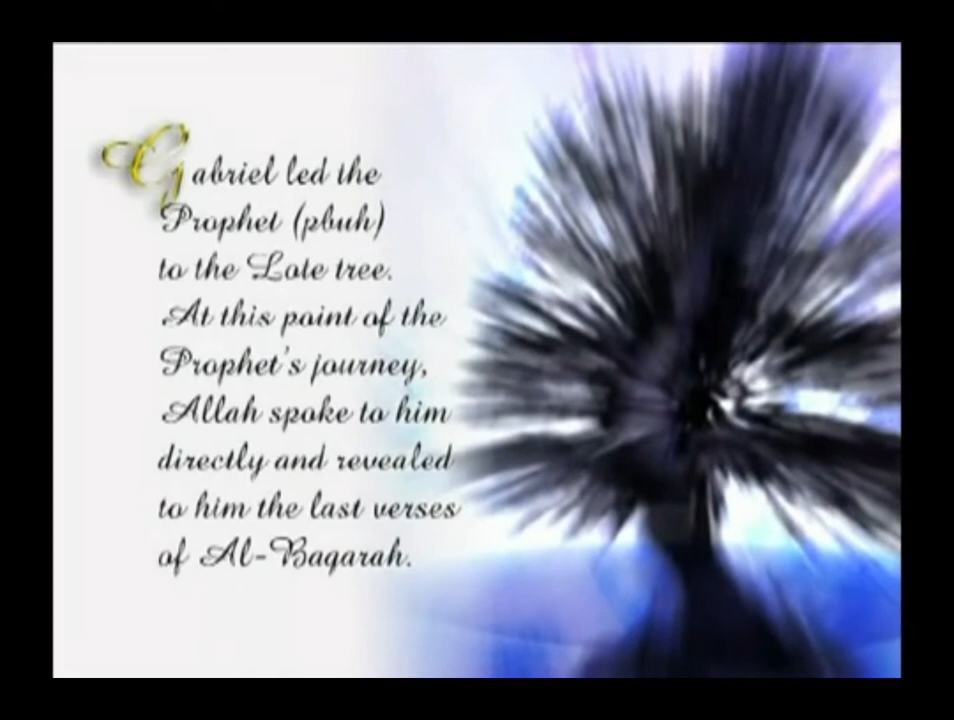 Gabriel led the
Prophet (pbuh)
to the Lote tree.
At this point of the
Prophet's journey,
Allah spoke to him
directly and revealed
to him the last verses
of Al-Baqarah.